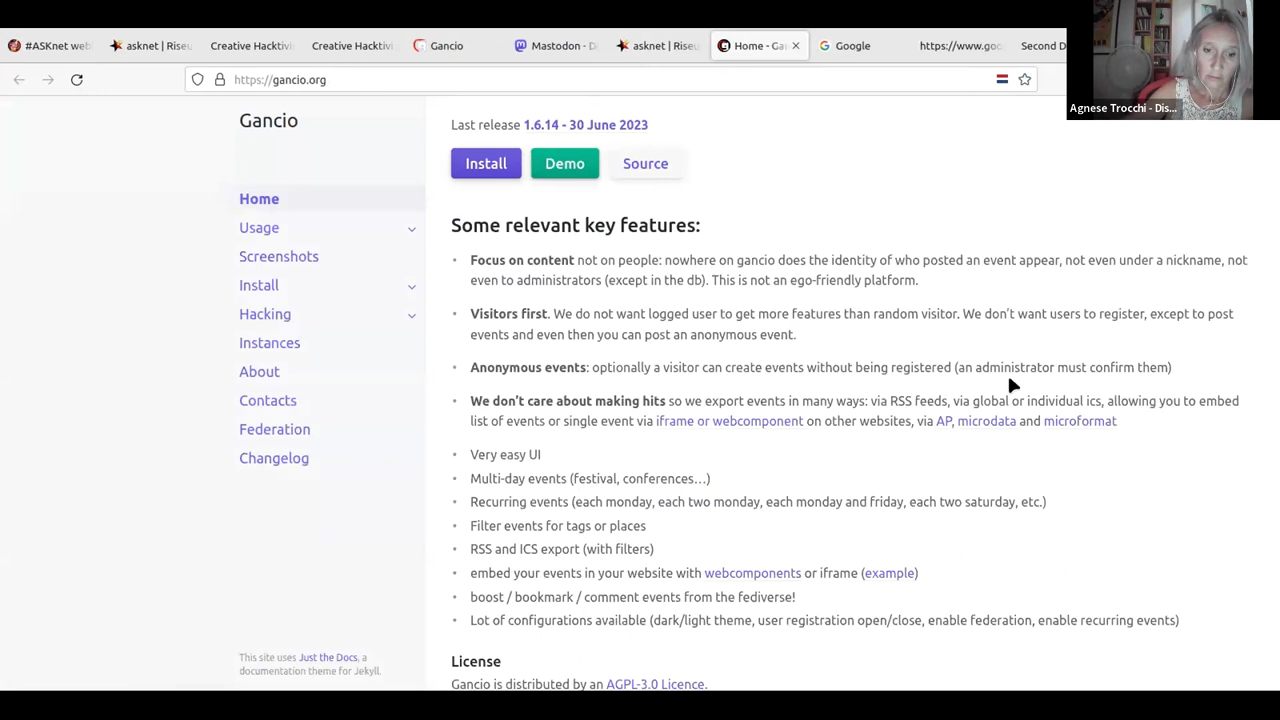 #ASKnet web
asknet | Riseu
Creative Hacktivi
Creative Hacktivi
Gancio
Mastodon - D
asknet | Riseu
Home - Ga
Google
https://www.goo
Second D
https://gancio.org
Agnese Trocchi - Dis...
Gancio
Home
Usage
Screenshots
Install
Hacking
Instances
About
Contacts
Federation
Changelog
This site uses Just the Docs, a
documentation theme for Jekyll.
Last release 1.6.14 - 30 June 2023
Install
Demo
Source
Some relevant key features:
• Focus on content not on people: nowhere on gancio does the identity of who posted an event appear, not even under a nickname, not
even to administrators (except in the db). This is not an ego-friendly platform.
• Visitors first. We do not want logged user to get more features than random visitor. We don’t want users to register, except to post
events and even then you can post an anonymous event.
• Anonymous events: optionally a visitor can create events without being registered (an administrator must confirm them)
• We don’t care about making hits so we export events in many ways: via RSS feeds, via global or individual ics, allowing you to embed
list of events or single event via iframe or webcomponent on other websites, via AP, microdata and microformat
• Very easy UI
• Multi-day events (festival, conferences…)
• Recurring events (each monday, each two monday, each monday and friday, each two saturday, etc.)
• Filter events for tags or places
• RSS and ICS export (with filters)
• embed your events in your website with webcomponents or iframe (example)
• boost / bookmark / comment events from the fediverse!
• Lot of configurations available (dark/light theme, user registration open/close, enable federation, enable recurring events)
License
Gancio is distributed by an AGPL-3.0 Licence.